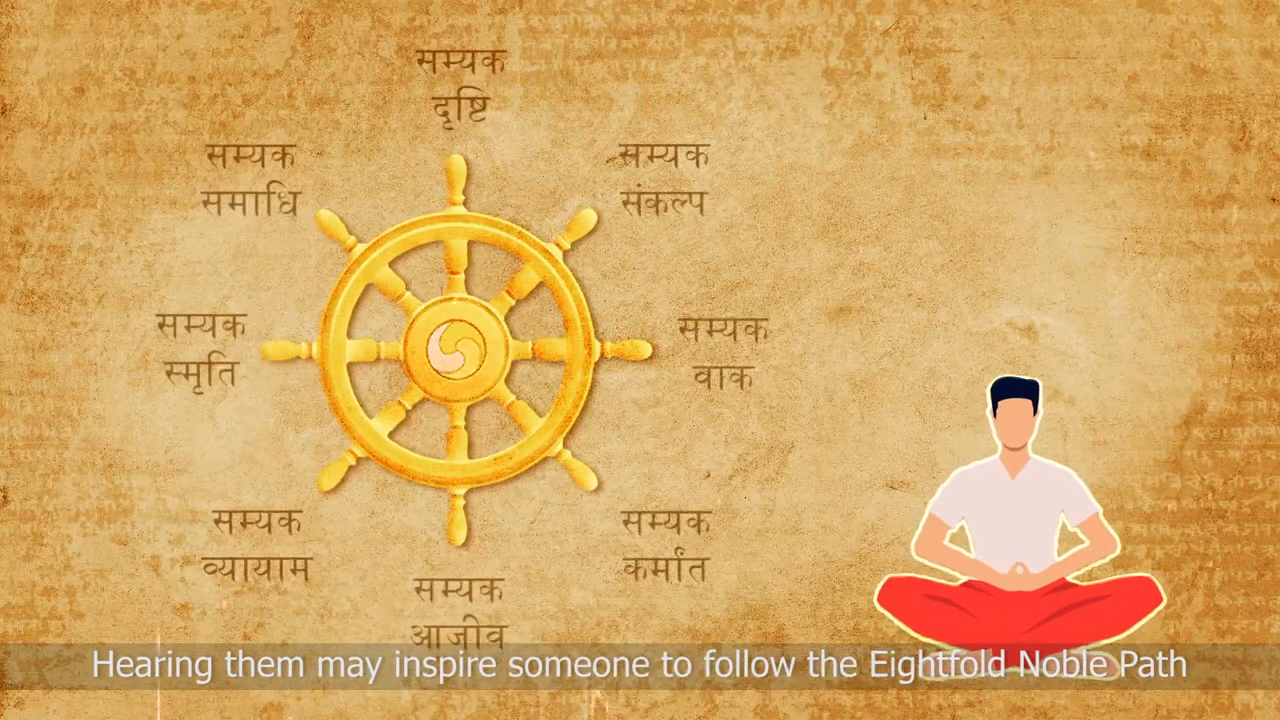 सम्यक
दृष्टि
सम्यक
समाधि
सम्यक
संकल्प
सम्यक
स्मृति
सम्यक
वाक
सम्यक
व्यायाम
सम्यक
कर्मांत
सम्यक
आजीव
Hearing them may inspire someone to follow the Eightfold Noble Path